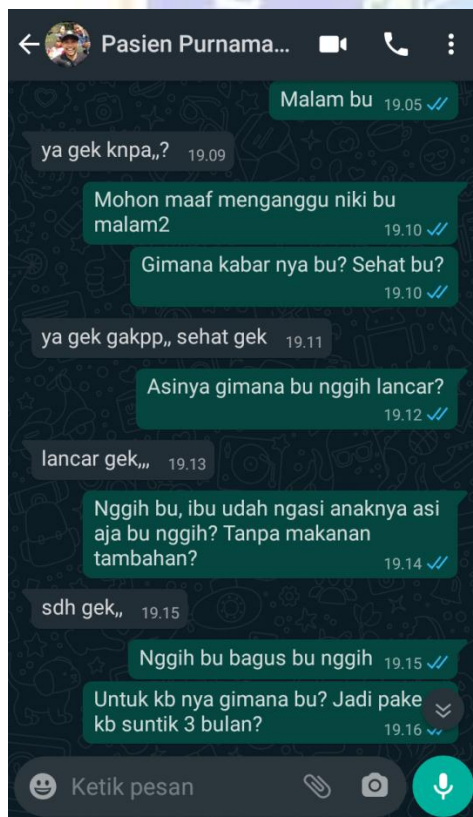 Pasien Purnama...
Malam bu 19.05
ya gek knpa,,? 19.09
Mohon maaf menganggu niki bu
malam2 19.10
Gimana kabar nya bu? Sehat bu?
19.10
ya gek gakpp,, sehat gek 19.11
Asinya gimana bu nggih lancar?
19.12
lancar gek,,, 19.13
Nggih bu, ibu udah ngasi anaknya asi
aja bu nggih? Tanpa makanan
tambahan? 19.14
sdh gek,, 19.15
Nggih bu bagus bu nggih 19.15
Untuk kb nya gimana bu? Jadi pake
kb suntik 3 bulan? 19.16
Ketik pesan